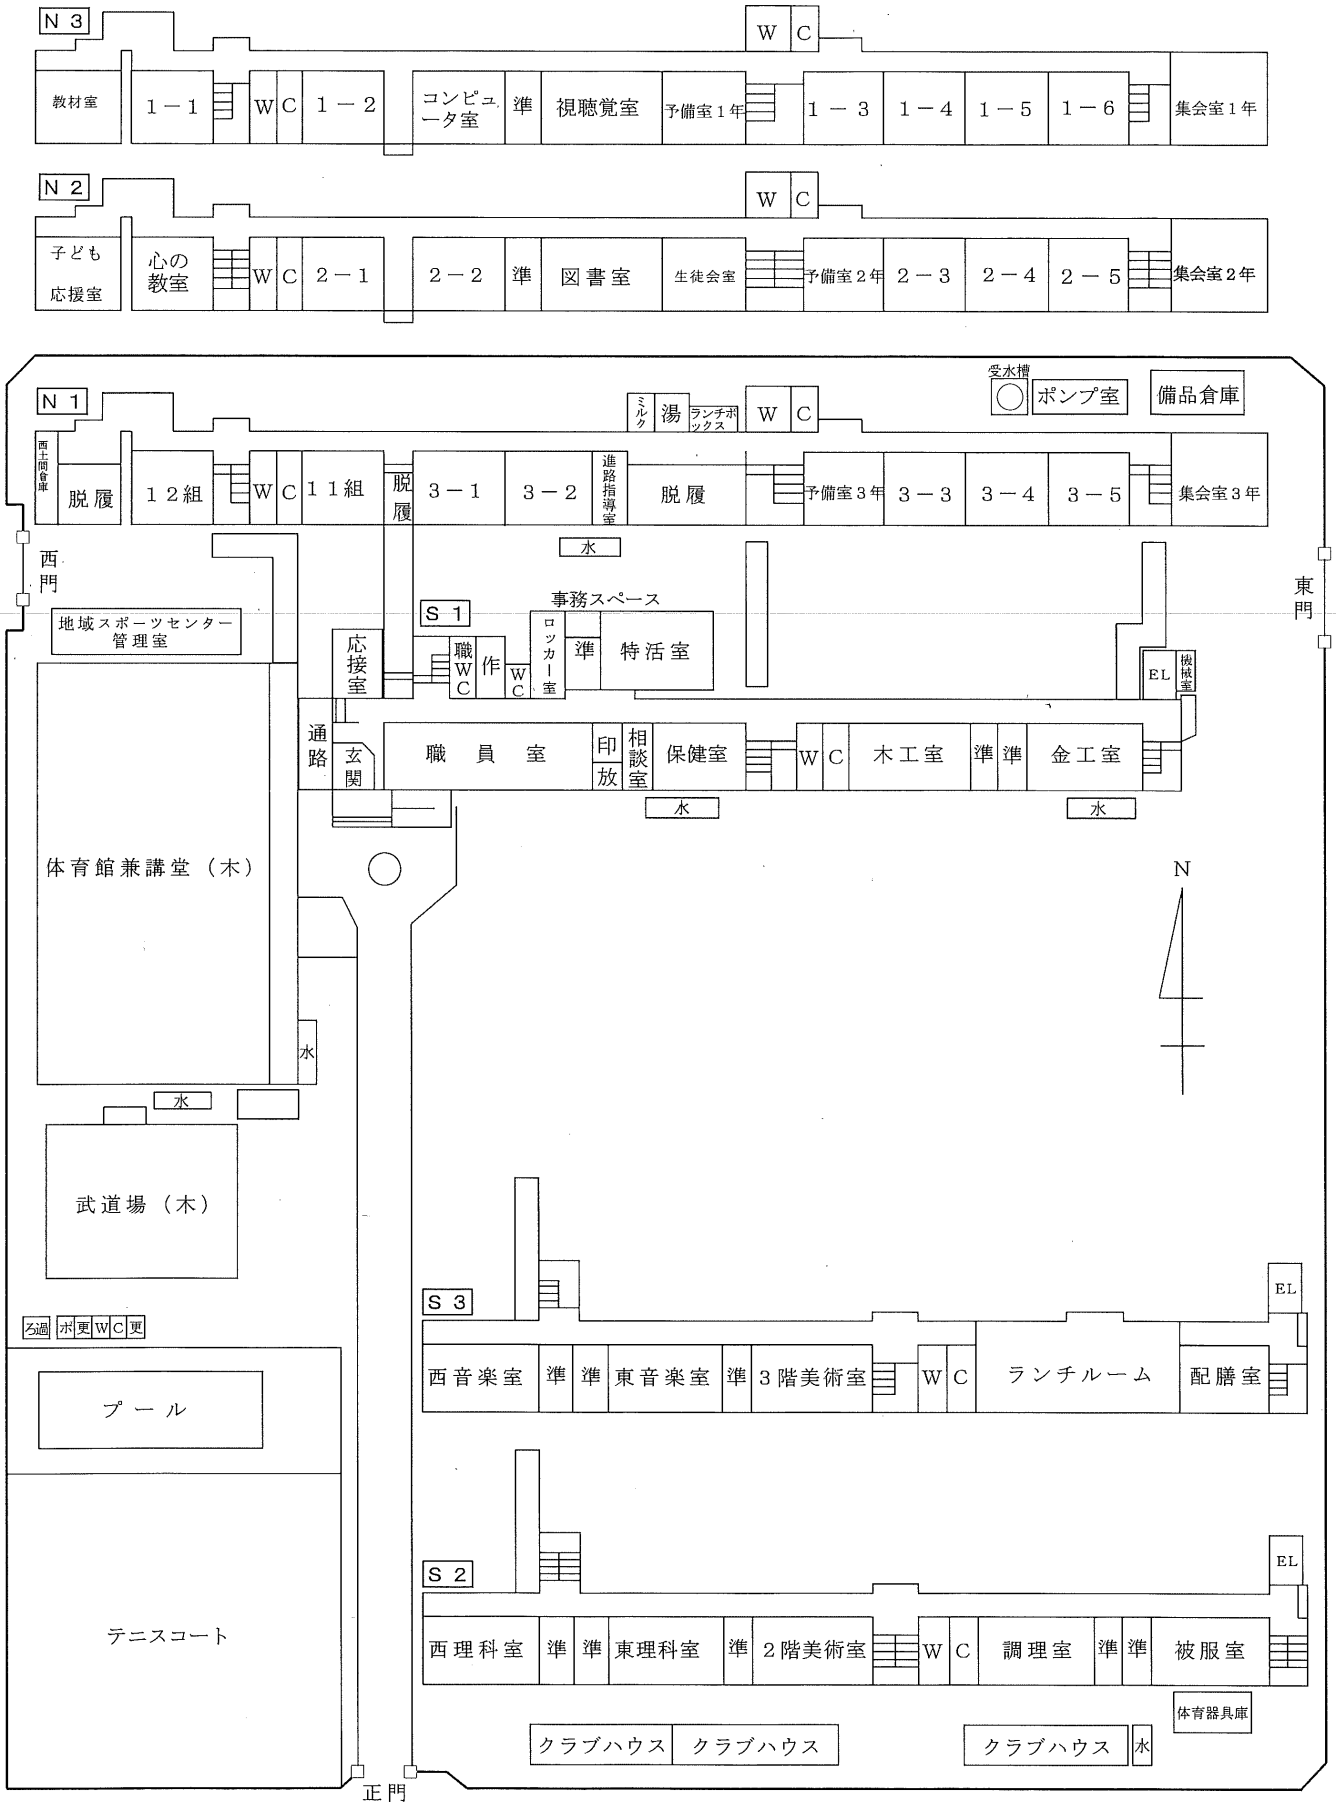 N 3
W C
教材室
1－1
W C
1－2
コンピュ
ータ室
準
視聴覚室
予備室1年
1－3
1－4
1－5
1－6
集会室1年
N 2
W C
子ども
応援室
心の
教室
W C
2－1
2－2
準
図書室
生徒会室
予備室2年
2－3
2－4
2－5
集会室2年
受水槽
ポンプ室
備品倉庫
N 1
ミルク
湯
ランチボ
ックス
W C
西土間倉庫
脱履
12組
W C
11組
脱履
3－1
3－2
進路指導室
脱履
予備室3年
3－3
3－4
3－5
集会室3年
西門
水
東門
地域スポーツセンター
管理室
S 1
事務スペース
応接室
職WC
作
WC
ロッカー室
準
特活室
EL
機械室
通路
玄関
職員室
印
放
相談室
保健室
W C
木工室
準
準
金工室
水
水
体育館兼講堂（木）
N
水
水
武道場（木）
EL
S 3
ろ過
ポ
更
W
C
更
西音楽室
準
準
東音楽室
準
3階美術室
W C
ランチルーム
配膳室
プール
EL
S 2
テニスコート
西理科室
準
準
東理科室
準
2階美術室
W C
調理室
準
準
被服室
体育器具庫
クラブハウス
クラブハウス
クラブハウス
水
正門